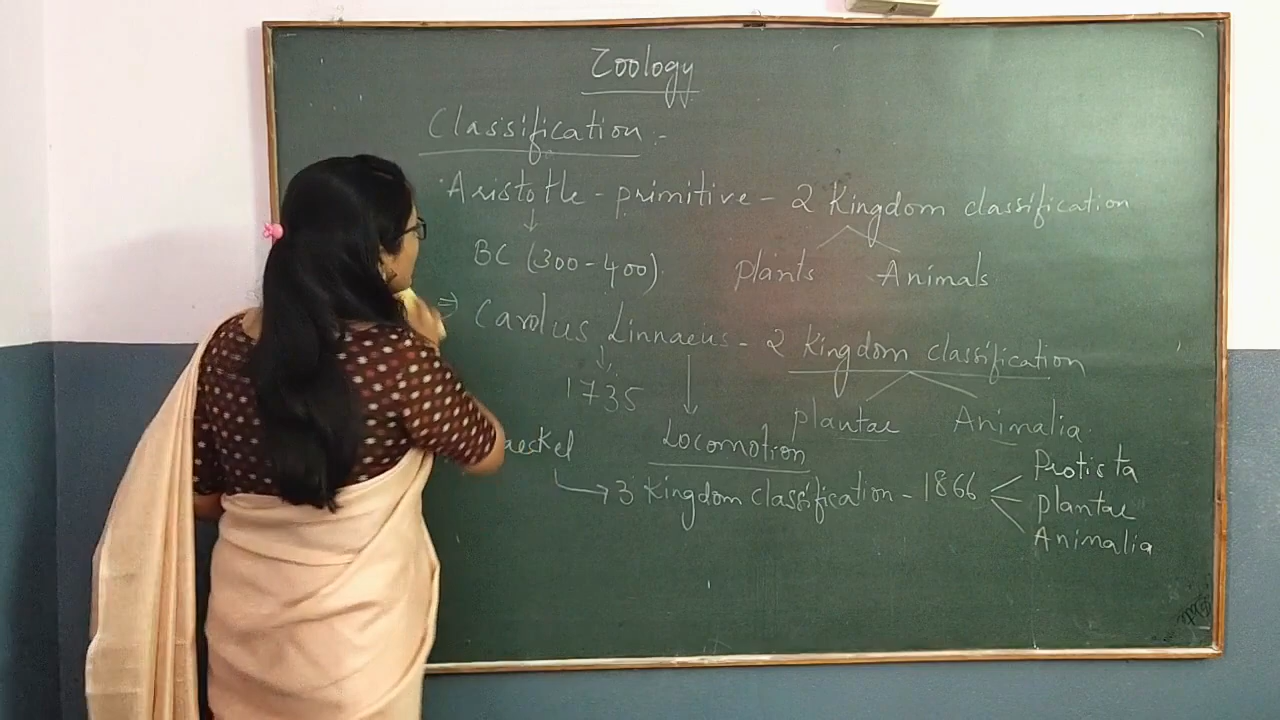 Zoology
Classification :-
Aristotle - primitive - 2 Kingdom classification
BC (300-400)
plants Animals
⇒ Carolus Linnaeus - 2 Kingdom classification
1735
plantae Animalia
aeckel
Locomotion
3 Kingdom classification - 1866
Protista
plantae
Animalia